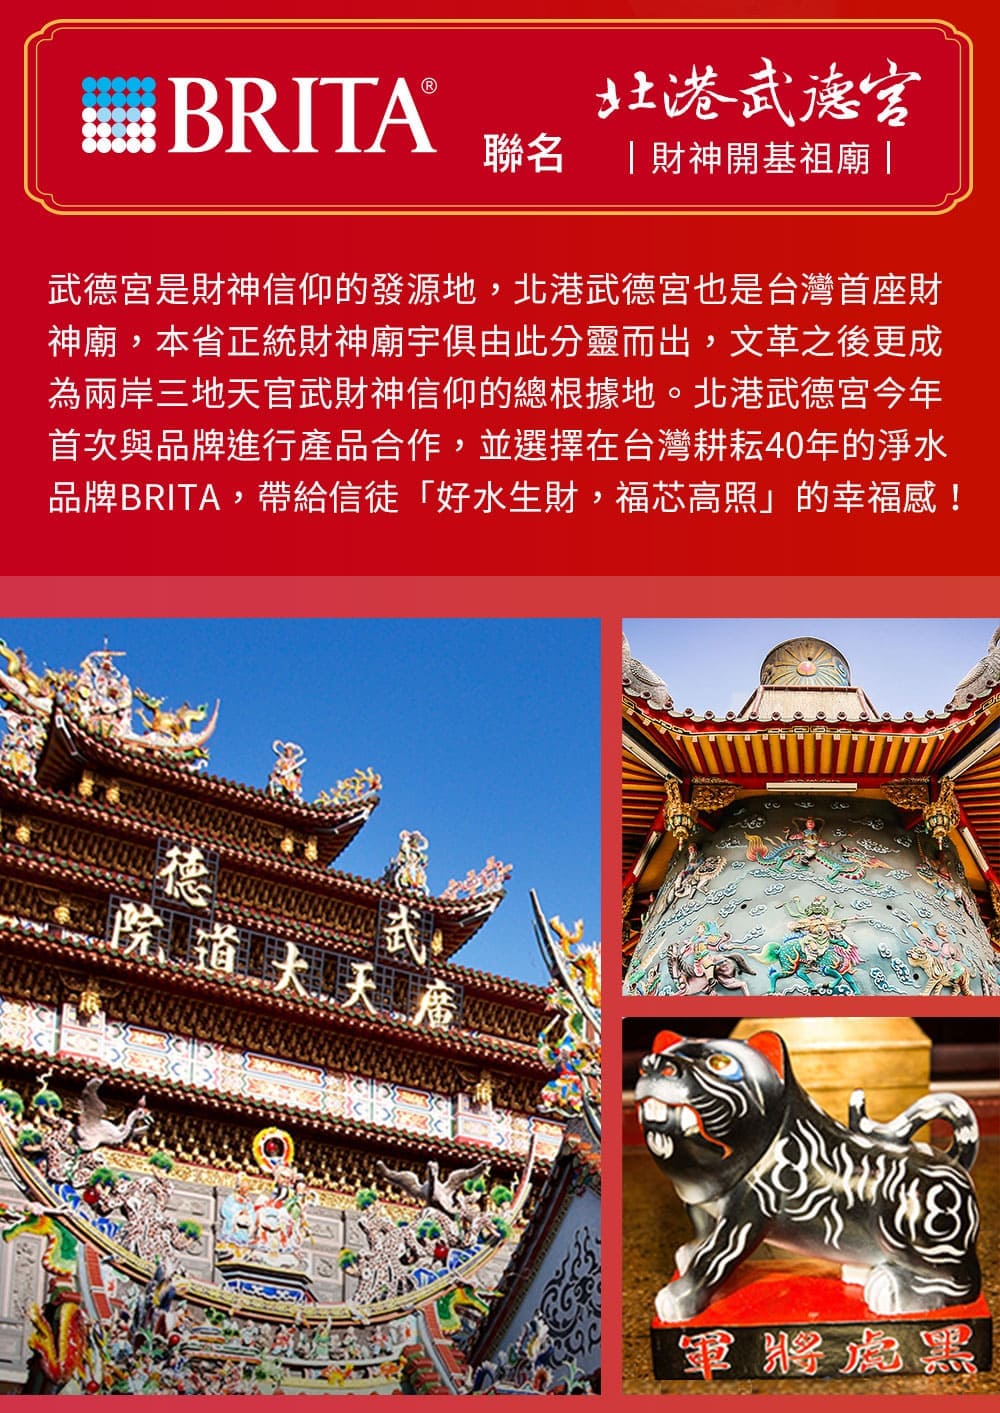 BRITA®
聯名
北港武德宮
|財神開基祖廟|
武德宮是財神信仰的發源地，北港武德宮也是台灣首座財
神廟，本省正統財神廟宇俱由此分靈而出，文革之後更成
為兩岸三地天官武財神信仰的總根據地。北港武德宮今年
首次與品牌進行產品合作，並選擇在台灣耕耘40年的淨水
品牌BRITA，帶給信徒「好水生財，福芯高照」的幸福感！
德武
院道大天廣
軍將虎黑